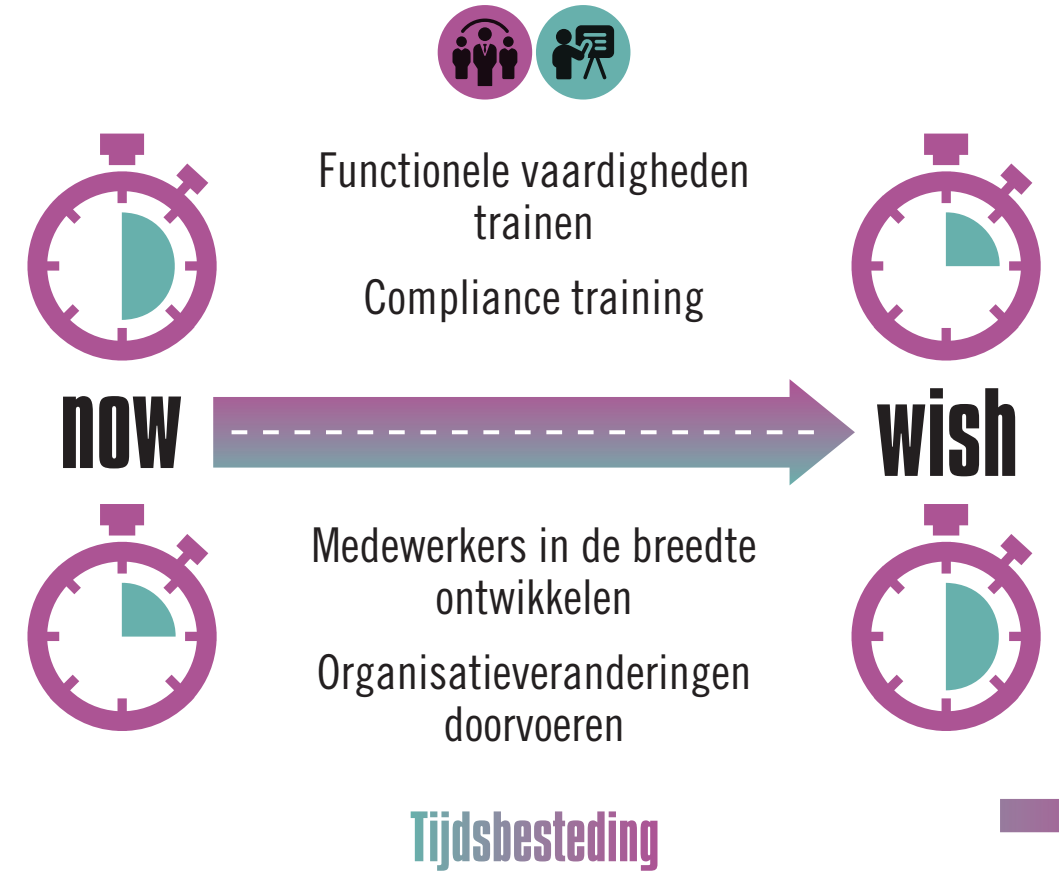 Functionele vaardigheden
trainen
Compliance training
now
wish
Medewerkers in de breedte
ontwikkelen
Organisatieveranderingen
doorvoeren
Tijdsbesteding